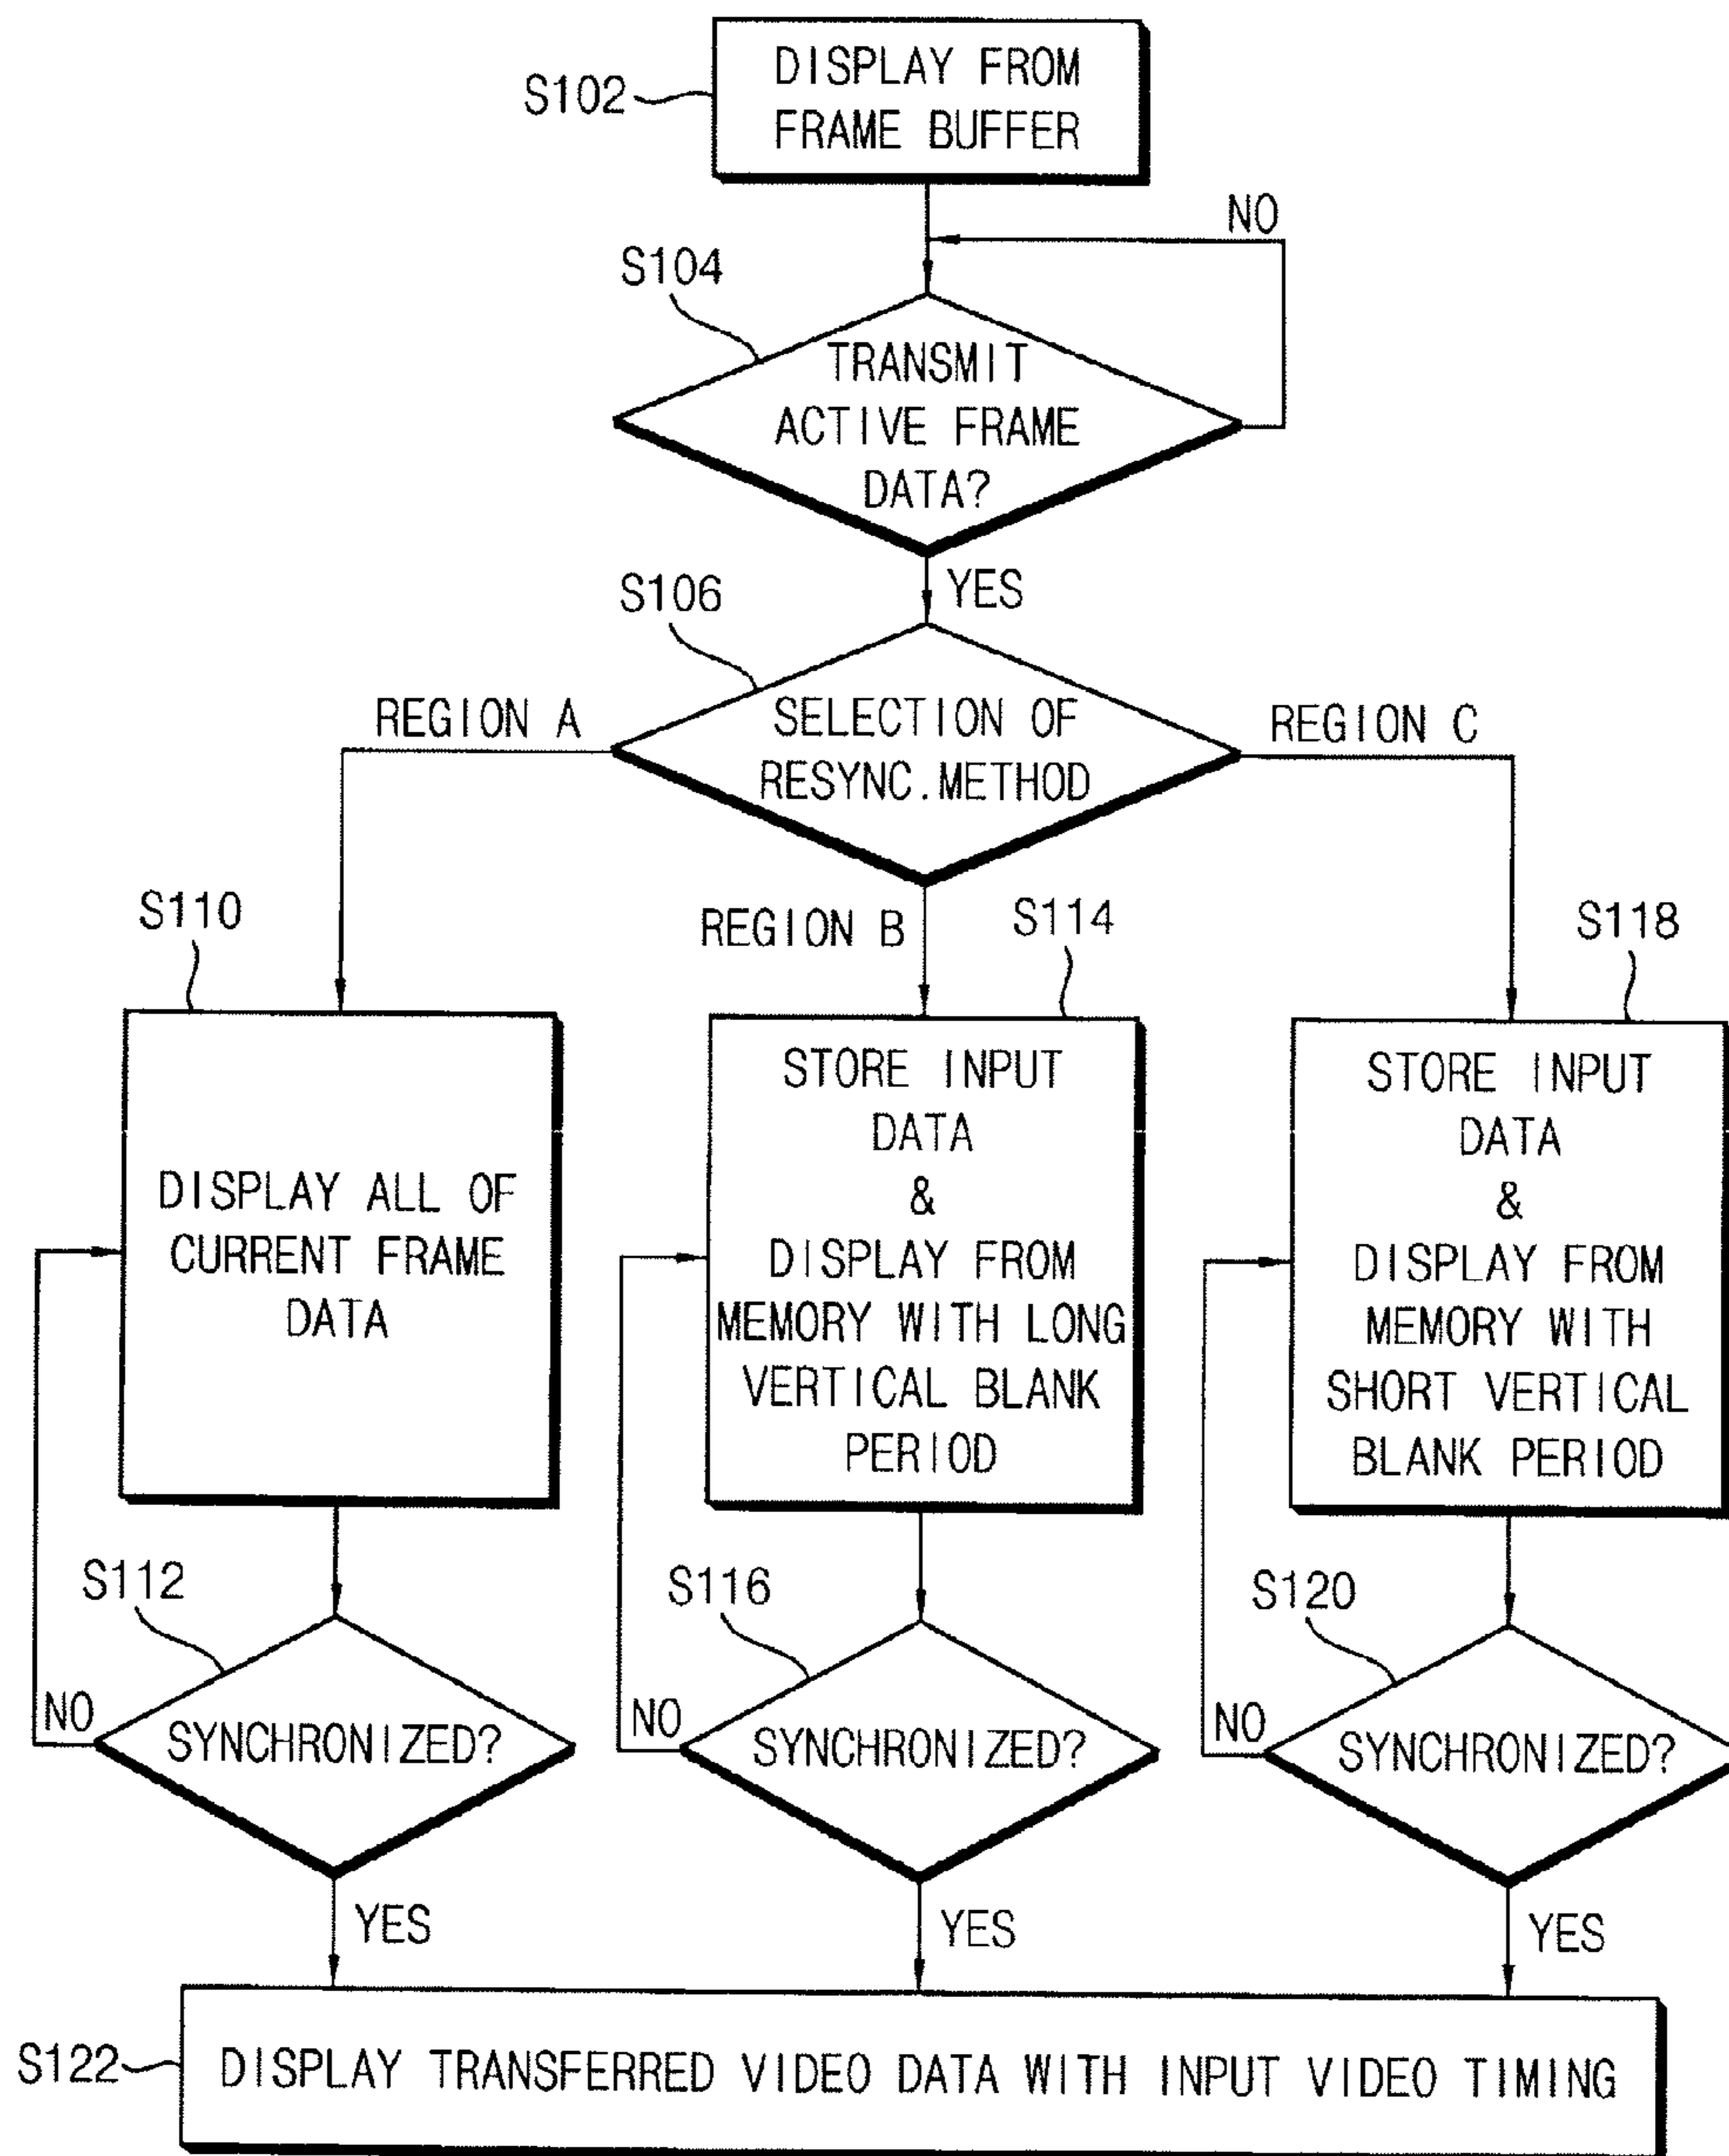 S102
DISPLAY FROM
FRAME BUFFER
NO
S104
TRANSMIT
ACTIVE FRAME
DATA?
YES
S106
SELECTION OF
RESYNC.METHOD
REGION A
REGION C
REGION B
S110
DISPLAY ALL OF
CURRENT FRAME
DATA
S114
STORE INPUT
DATA
&
DISPLAY FROM
MEMORY WITH LONG
VERTICAL BLANK
PERIOD
S118
STORE INPUT
DATA
&
DISPLAY FROM
MEMORY WITH
SHORT VERTICAL
BLANK PERIOD
S112
NO
SYNCHRONIZED?
YES
S116
NO
SYNCHRONIZED?
YES
S120
NO
SYNCHRONIZED?
YES
S122
DISPLAY TRANSFERRED VIDEO DATA WITH INPUT VIDEO TIMING